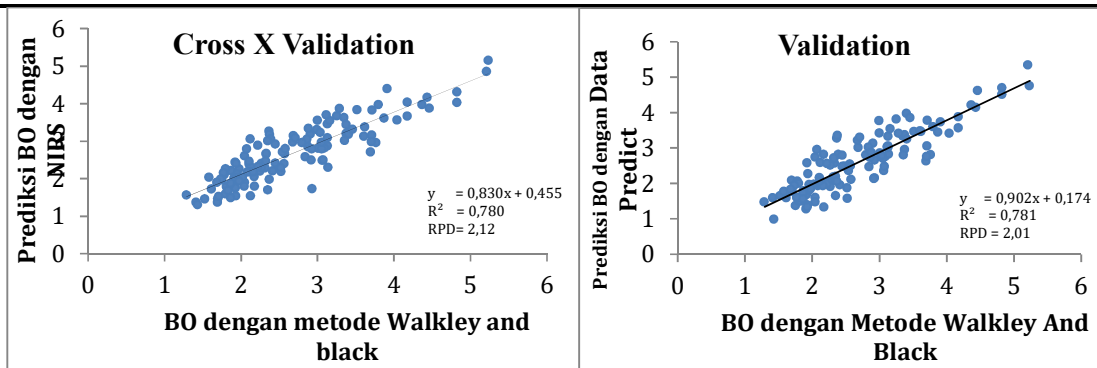 Cross X Validation
Prediksi BO dengan
NIRS
6
5
4
3
2
1
0
y = 0,830x + 0,455
R² = 0,780
RPD= 2,12
0 1 2 3 4 5 6
BO dengan metode Walkley and
black
Validation
Prediksi BO dengan Data
Predict
6
5
4
3
2
1
0
y = 0,902x + 0,174
R² = 0,781
RPD = 2,01
0 1 2 3 4 5 6
BO dengan Metode Walkley And
Black